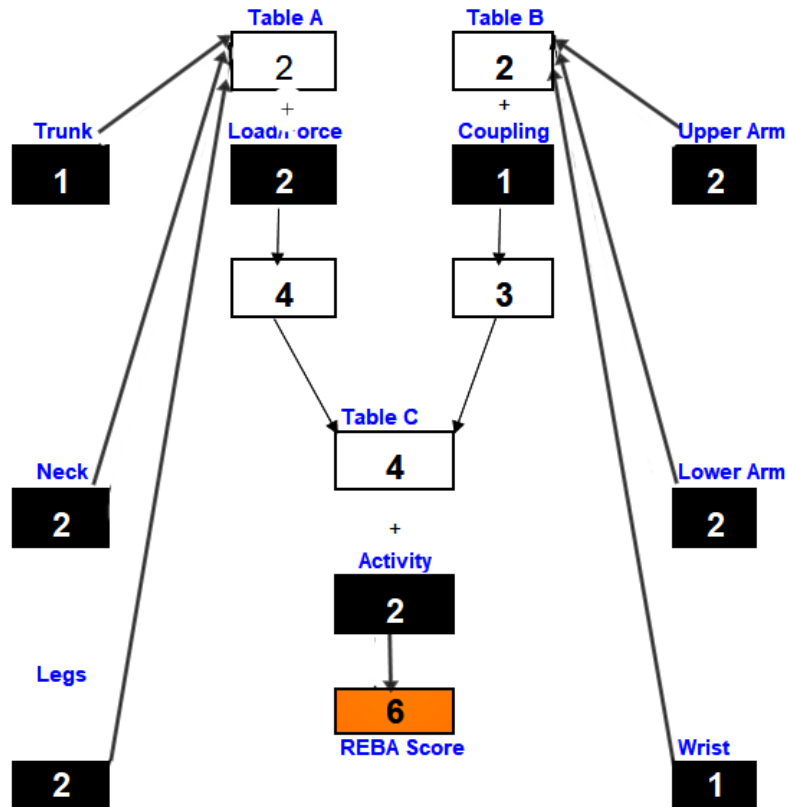 Table A
Table B
2
2
+
+
Trunk
Load/Force
Coupling
Upper Arm
1
2
1
2
4
3
Table C
4
Neck
Lower Arm
2
2
+
Activity
2
Legs
6
REBA Score
Wrist
2
1